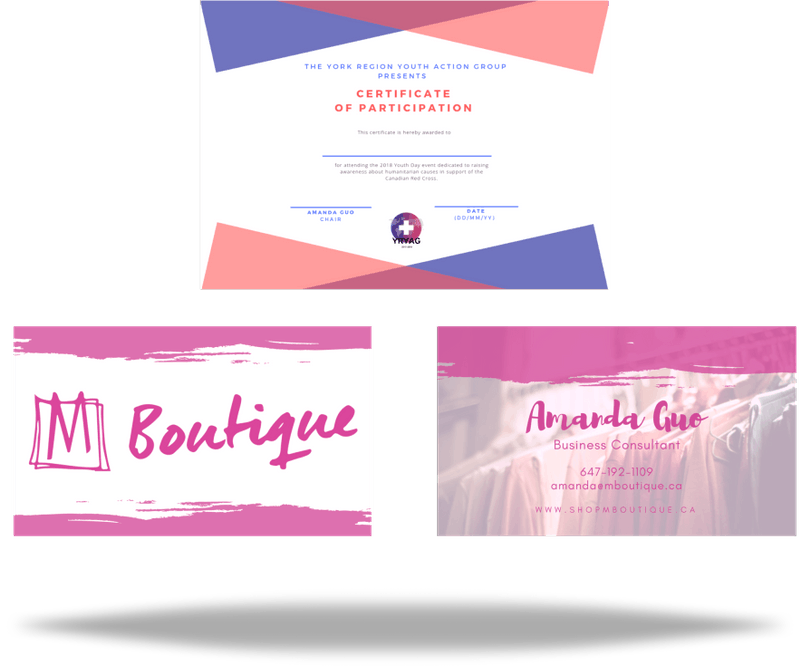 THE YORK REGION YOUTH ACTION GROUP
PRESENTS
CERTIFICATE
OF PARTICIPATION
This certificate is hereby awarded to
for attending the 2018 Youth Day event dedicated to raising
awareness about humanitarian causes in support of the
Canadian Red Cross.
AMANDA GUO
CHAIR
DATE
(DD/MM/YY)
YRYAG
M Boutique
Amanda Guo
Business Consultant
647-192-1109
amandaemboutique.ca
WWW.SHOPMBOUTIQUE.CA